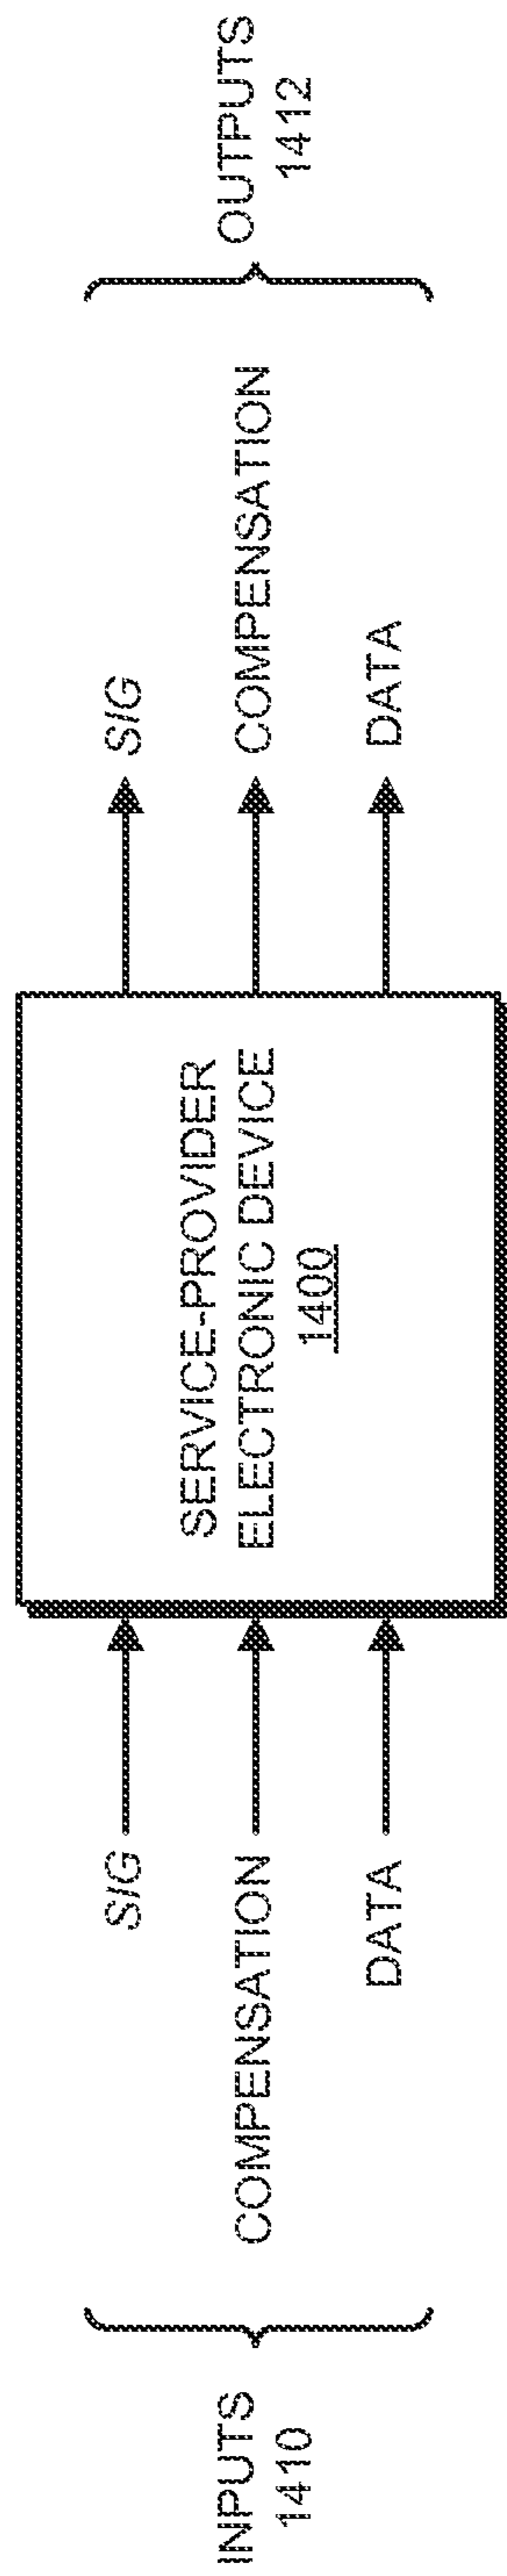 INPUTS
1410
SIG
COMPENSATION
DATA
SERVICE-PROVIDER
ELECTRONIC DEVICE
1400
SIG
COMPENSATION
DATA
OUTPUTS
1412